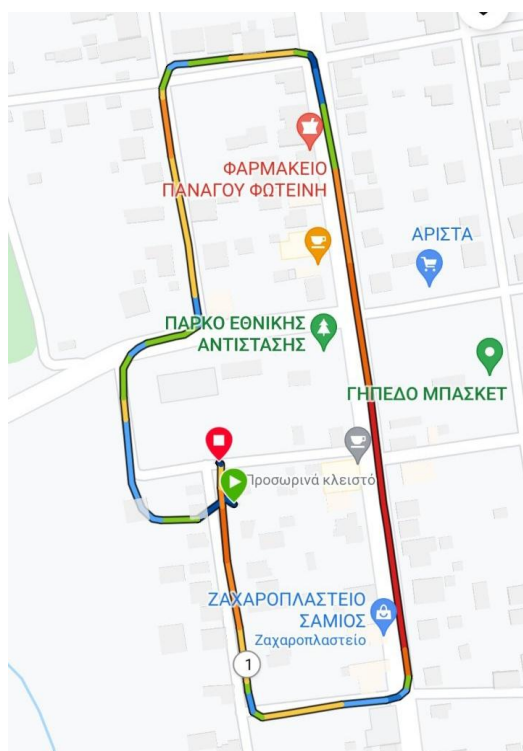 ΦΑΡΜΑΚΕΙΟ
ΠΑΝΑΓΟΥ ΦΩΤΕΙΝΗ
ΑΡΙΣΤΑ
ΠΑΡΚΟ ΕΘΝΙΚΗΣ
ΑΝΤΙΣΤΑΣΗΣ
ΓΗΠΕΔΟ ΜΠΑΣΚΕΤ
Προσωρινά κλειστό
ΖΑΧΑΡΟΠΛΑΣΤΕΙΟ
ΣΑΜΙΟΣ
Ζαχαροπλαστείο
1